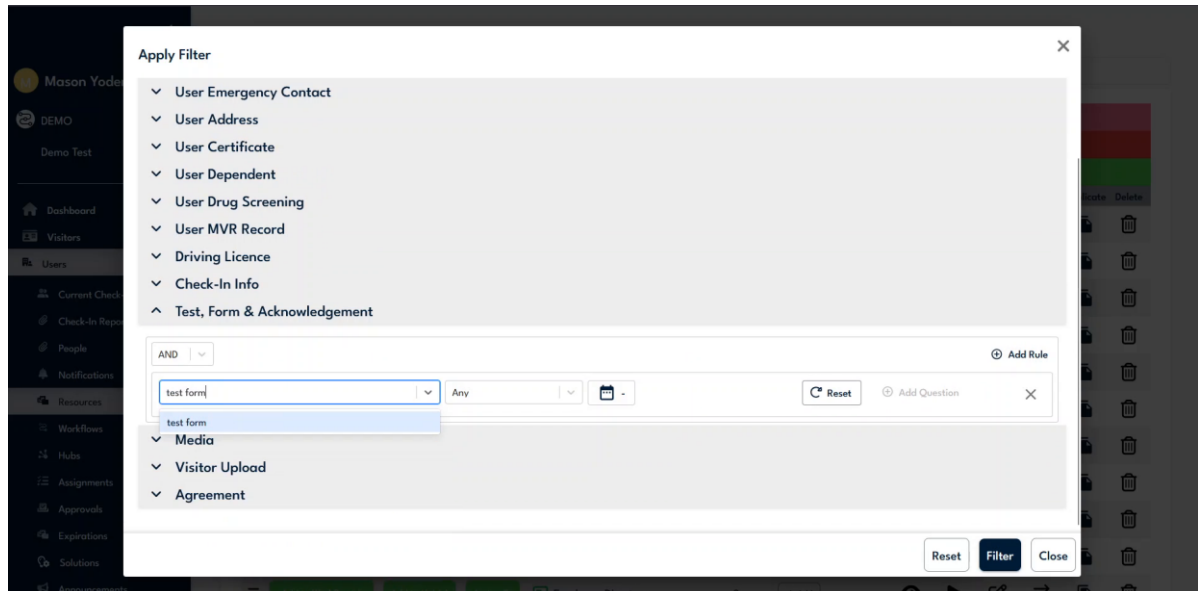 Apply Filter
Mason Yode
DEMO
Demo Test
Dashboard
Visitors
Users
Current Check-
Check-In Repo
People
Notifications
Resources
Workflows
Hubs
Assignments
Approvals
Expirations
Solutions
Announcements
User Emergency Contact
User Address
User Certificate
User Dependent
User Drug Screening
User MVR Record
Driving Licence
Check-In Info
Test, Form & Acknowledgement
AND
Add Rule
test form
Any
-
Reset
Add Question
test form
Media
Visitor Upload
Agreement
Reset
Filter
Close
licate
Delete